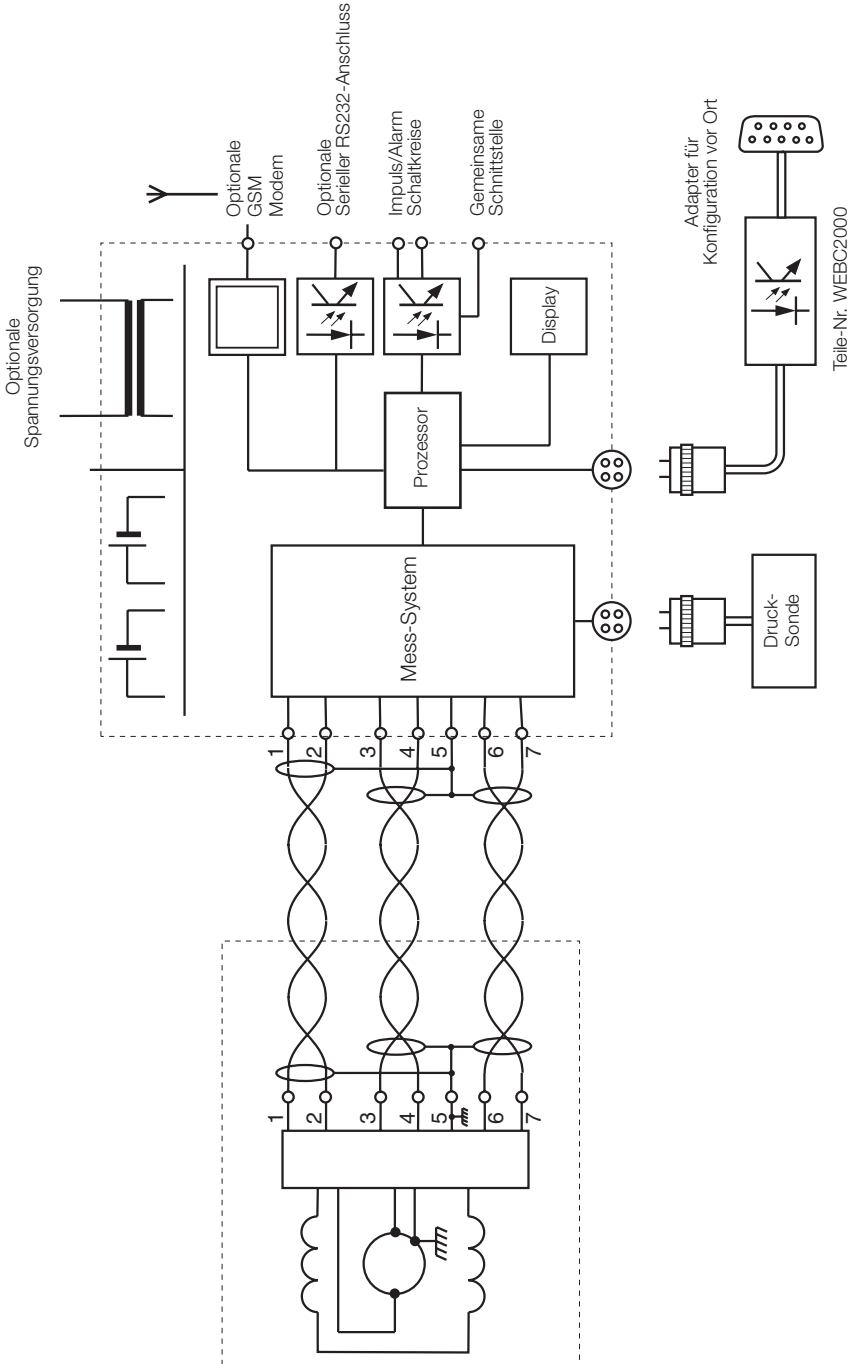 Optionale
Spannungsversorgung
Optionale
GSM
Modem
Optionale
Serieller RS232-Anschluss
Impuls/Alarm
Schaltkreise
Gemeinsame
Schnittstelle
Display
Prozessor
Mess-System
Adapter für
Konfiguration vor Ort
Teile-Nr. WEBC2000
Druck-
Sonde
1
2
3
4
5
6
7
1
2
3
4
5
6
7